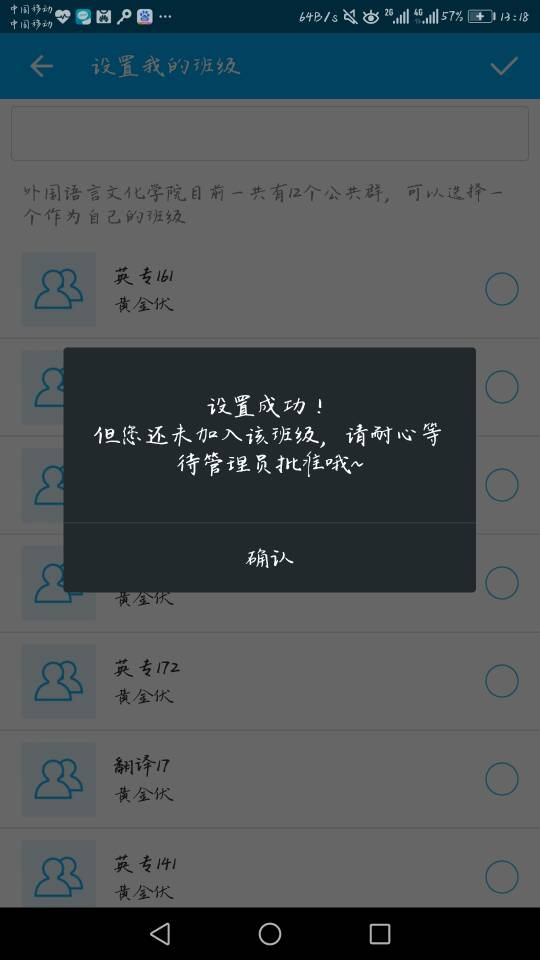 中国移动
中国移动
64B/s 2G 4G 57% 13:18
设置我的班级
外国语言文化学院目前一共有12个公共群，可以选择一
个作为自己的班级
英专161
黄金伏
设置成功！
但您还未加入该班级，请耐心等
待管理员批准哦~
确认
黄金伏
英专172
黄金伏
翻译17
黄金伏
英专141
黄金伏